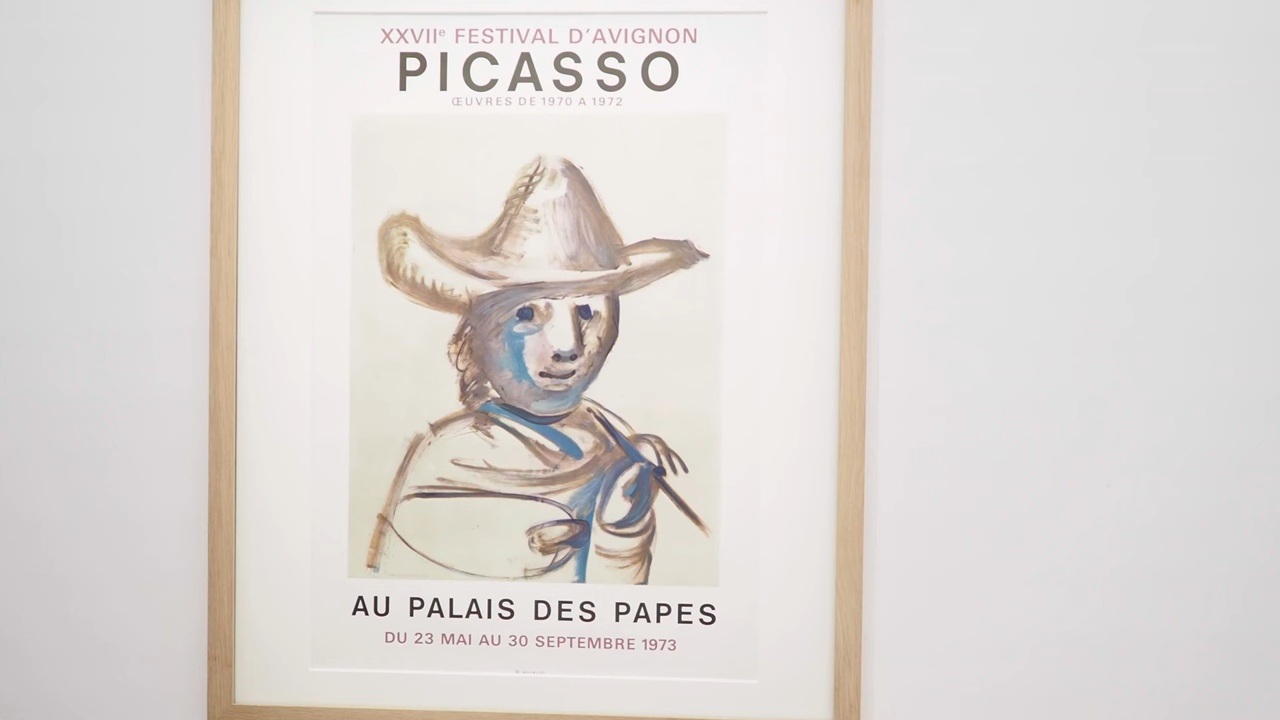 XXVIIᵉ FESTIVAL D'AVIGNON
PICASSO
ŒUVRES DE 1970 A 1972
AU PALAIS DES PAPES
DU 23 MAI AU 30 SEPTEMBRE 1973